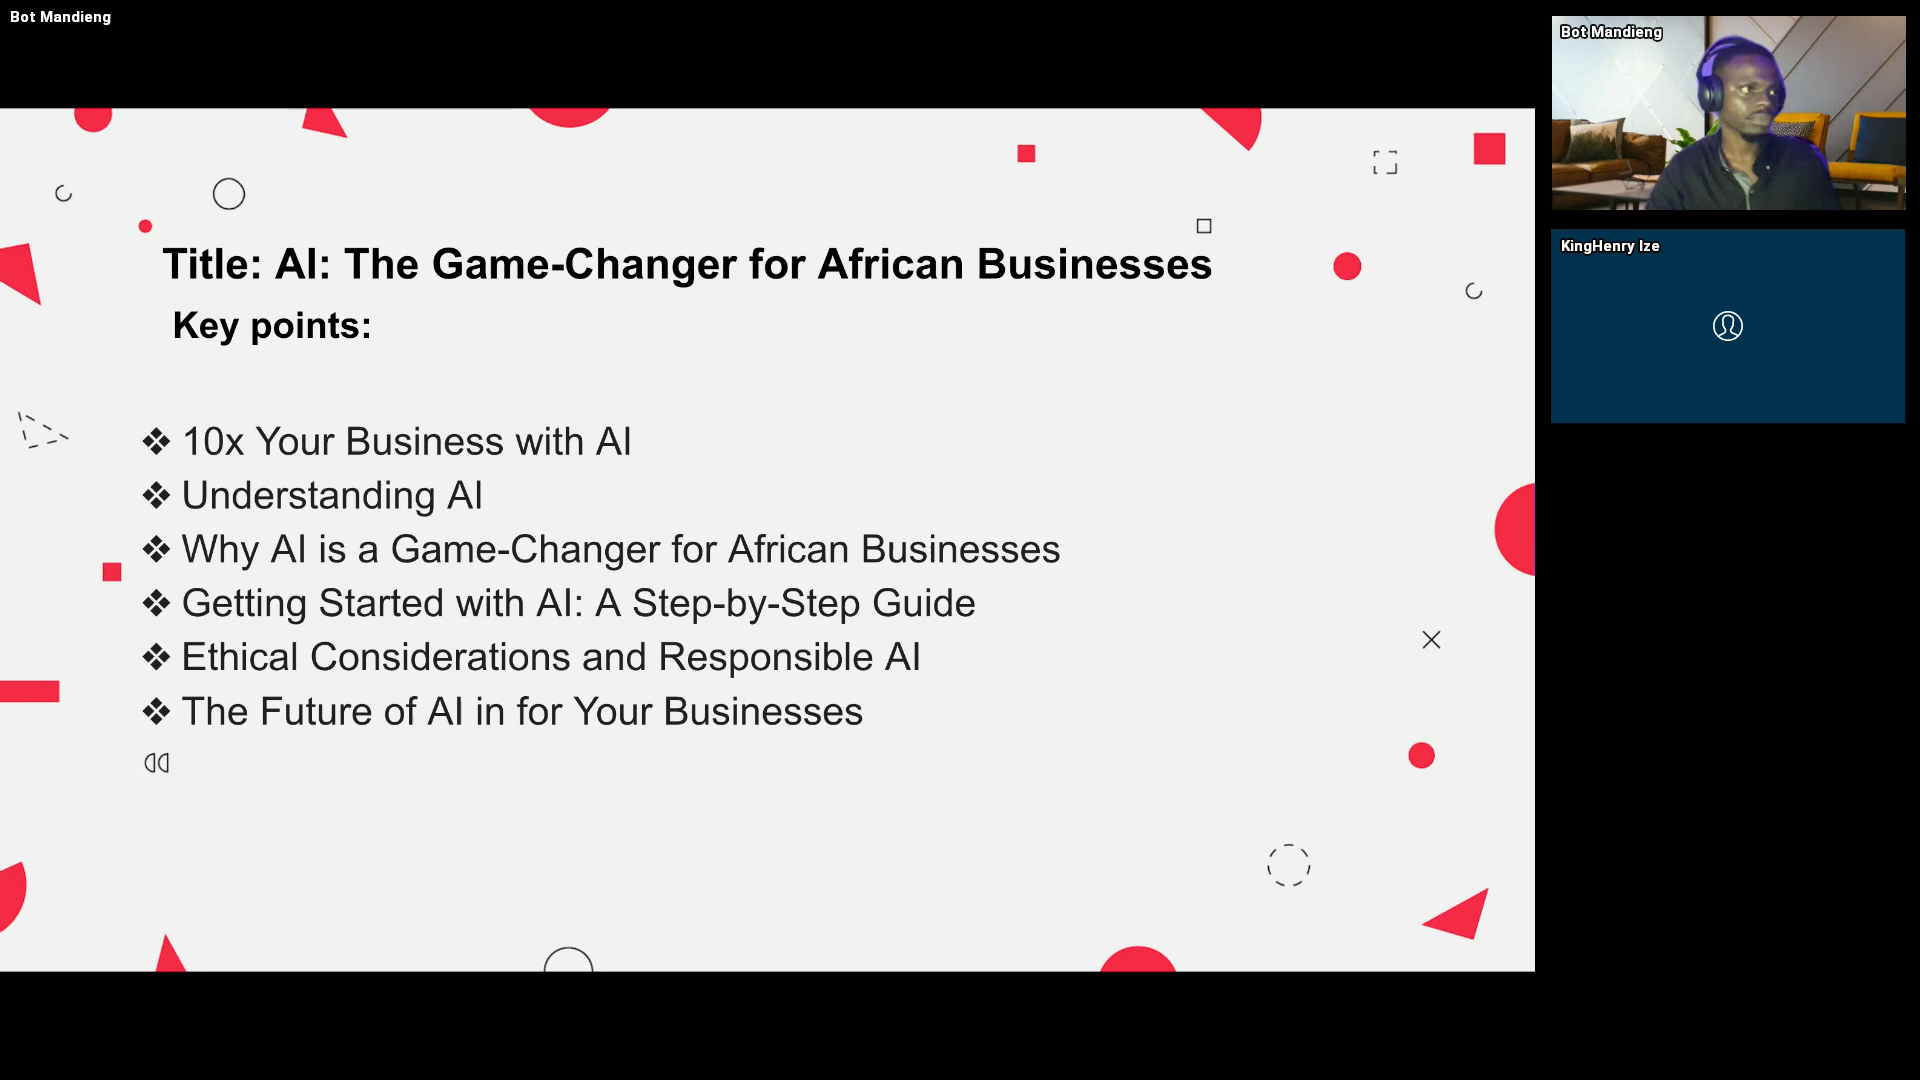 Bot Mandieng
Bot Mandieng
KingHenry Ize
Title: AI: The Game-Changer for African Businesses
Key points:
❖ 10x Your Business with AI
❖ Understanding AI
❖ Why AI is a Game-Changer for African Businesses
❖ Getting Started with AI: A Step-by-Step Guide
❖ Ethical Considerations and Responsible AI
❖ The Future of AI in for Your Businesses